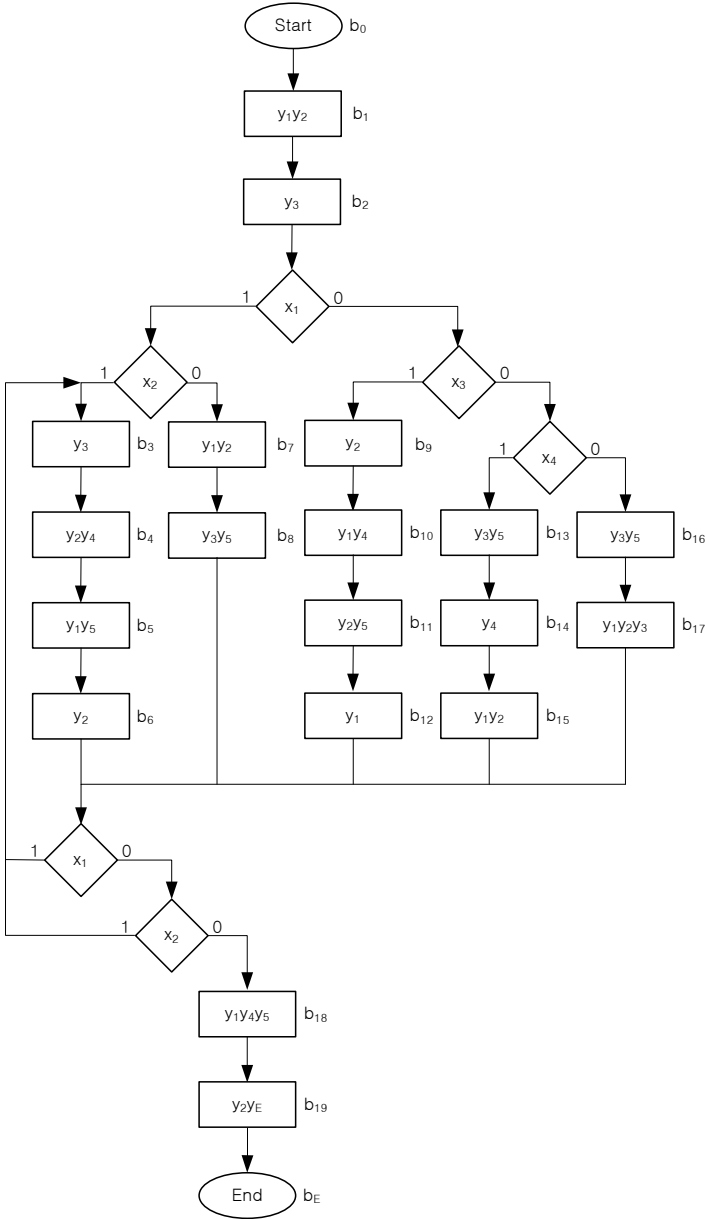 Start b₀
y₁y₂ b₁
y₃ b₂
1 x₁ 0
1 x₂ 0
1 x₃ 0
y₃ b₃
y₁y₂ b₇
y₂ b₉
1 x₄ 0
y₂y₄ b₄
y₃y₅ b₈
y₁y₄ b₁₀
y₃y₅ b₁₃
y₃y₅ b₁₆
y₁y₅ b₅
y₂y₅ b₁₁
y₄ b₁₄
y₁y₂y₃ b₁₇
y₂ b₆
y₁ b₁₂
y₁y₂ b₁₅
1 x₁ 0
1 x₂ 0
y₁y₄y₅ b₁₈
y₂y_E b₁₉
End b_E